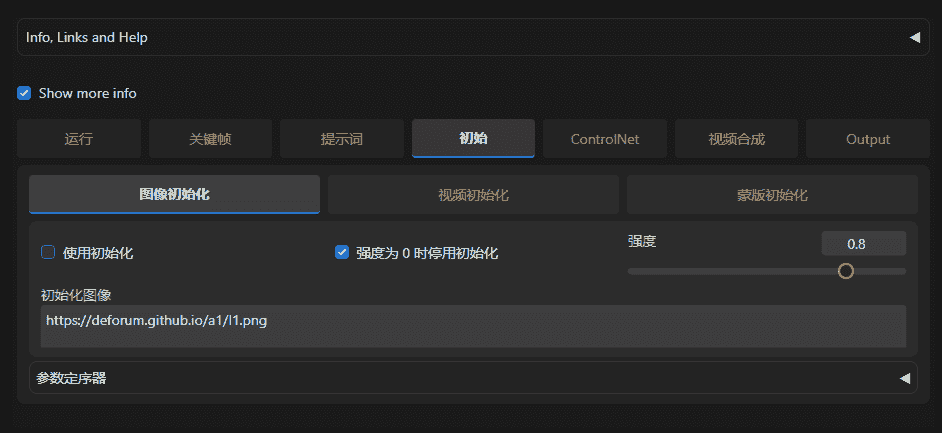 Info, Links and Help
Show more info
运行 关键帧 提示词 初始 ControlNet 视频合成 Output
图像初始化 视频初始化 蒙版初始化
使用初始化 强度为 0 时停用初始化 强度 0.8
初始化图像
https://deforum.github.io/a1/I1.png
参数定序器